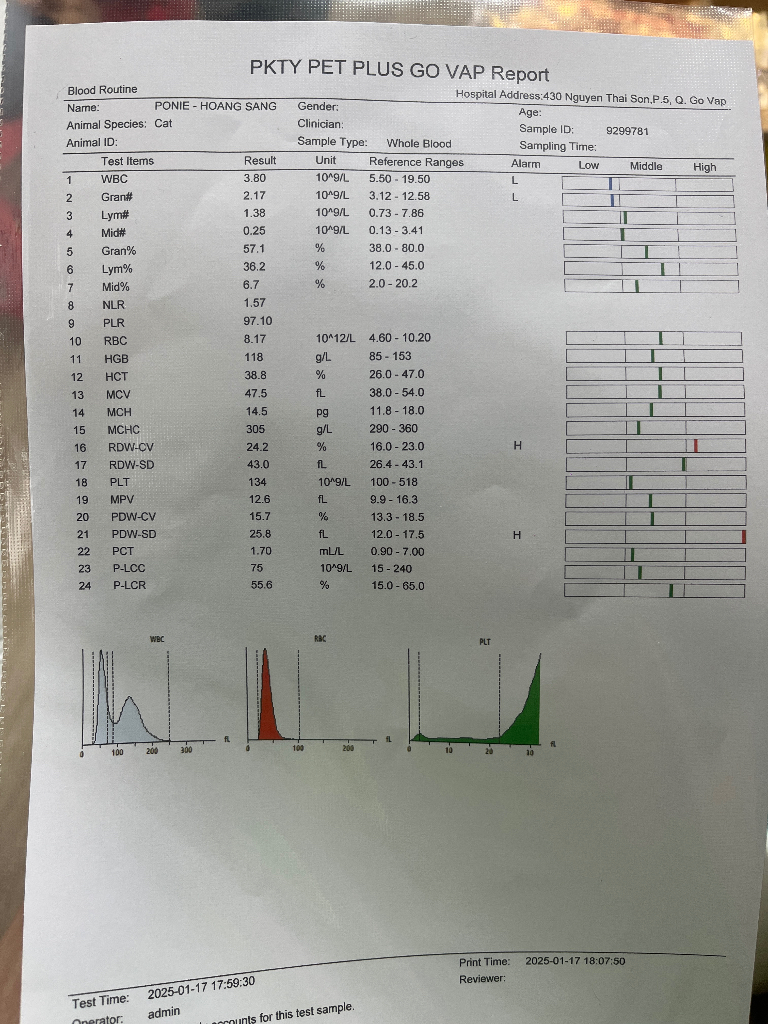 PKTY PET PLUS GO VAP Report
Blood Routine Hospital Address:430 Nguyen Thai Son,P.5, Q. Go Vap
Name: PONIE - HOANG SANG Gender: Age:
Animal Species: Cat Clinician: Sample ID: 9299781
Animal ID: Sample Type: Whole Blood Sampling Time:
Test Items Result Unit Reference Ranges Alarm Low Middle High
1 WBC 3.80 10^9/L 5.50 - 19.50 L
2 Gran# 2.17 10^9/L 3.12 - 12.58 L
3 Lym# 1.38 10^9/L 0.73 - 7.86
4 Mid# 0.25 10^9/L 0.13 - 3.41
5 Gran% 57.1 % 38.0 - 80.0
6 Lym% 36.2 % 12.0 - 45.0
7 Mid% 6.7 % 2.0 - 20.2
8 NLR 1.57
9 PLR 97.10
10 RBC 8.17 10^12/L 4.60 - 10.20
11 HGB 118 g/L 85 - 153
12 HCT 38.8 % 26.0 - 47.0
13 MCV 47.5 fL 38.0 - 54.0
14 MCH 14.5 pg 11.8 - 18.0
15 MCHC 305 g/L 290 - 360
16 RDW-CV 24.2 % 16.0 - 23.0 H
17 RDW-SD 43.0 fL 26.4 - 43.1
18 PLT 134 10^9/L 100 - 518
19 MPV 12.6 fL 9.9 - 16.3
20 PDW-CV 15.7 % 13.3 - 18.5
21 PDW-SD 25.8 fL 12.0 - 17.5 H
22 PCT 1.70 mL/L 0.90 - 7.00
23 P-LCC 75 10^9/L 15 - 240
24 P-LCR 55.6 % 15.0 - 65.0
WBC RBC PLT
0 100 200 300 fL 0 100 200 fL 0 10 20 30 fL
Test Time: 2025-01-17 17:59:30 Print Time: 2025-01-17 18:07:50
Operator: admin Reviewer:
for this test sample.